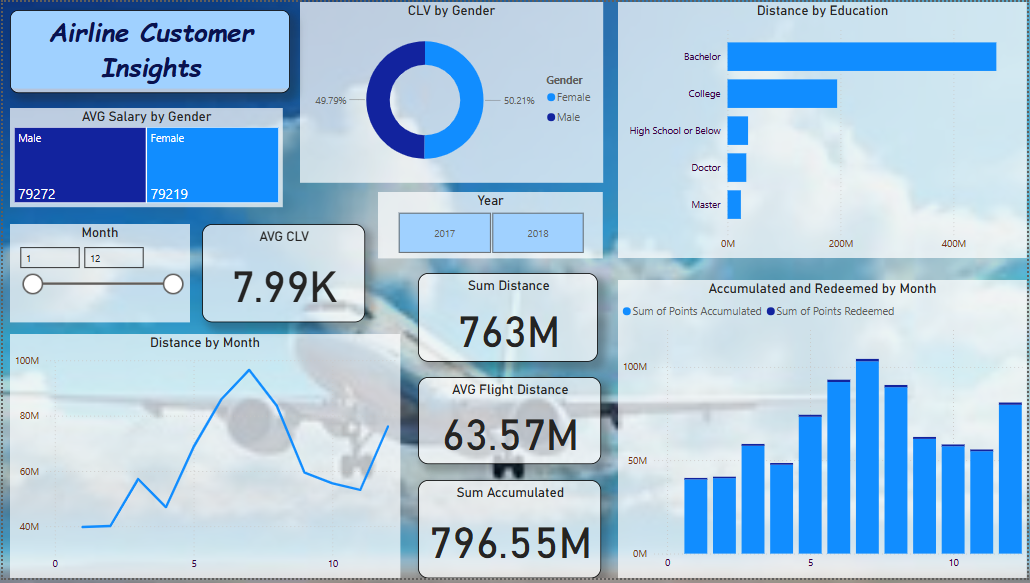 Airline Customer
Insights
AVG Salary by Gender
Male
79272
Female
79219
CLV by Gender
49.79%
50.21%
Gender
Female
Male
Distance by Education
Bachelor
College
High School or Below
Doctor
Master
0M
200M
400M
Month
1
12
AVG CLV
7.99K
Year
2017
2018
Sum Distance
763M
AVG Flight Distance
63.57M
Sum Accumulated
796.55M
Distance by Month
100M
80M
60M
40M
0
5
10
Accumulated and Redeemed by Month
Sum of Points Accumulated
Sum of Points Redeemed
100M
50M
0M
0
5
10